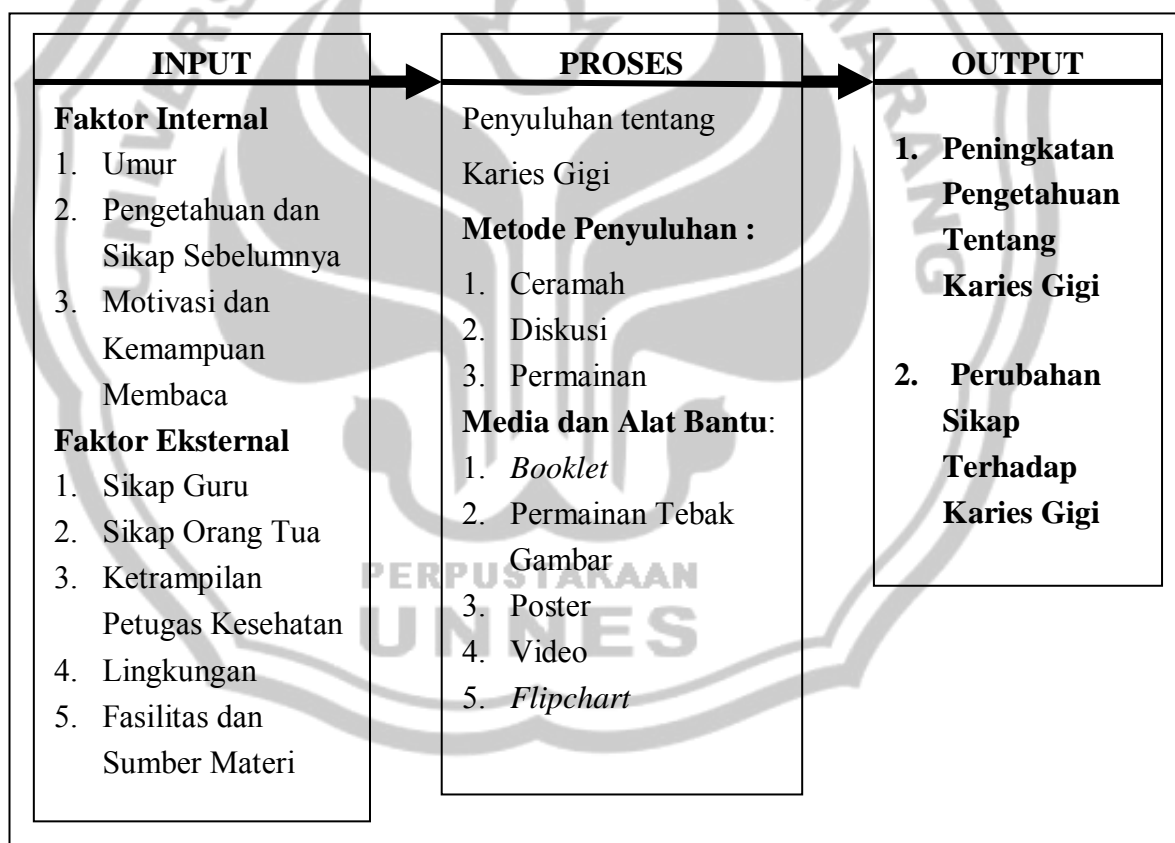 INPUT
Faktor Internal
1. Umur
2. Pengetahuan dan
Sikap Sebelumnya
3. Motivasi dan
Kemampuan
Membaca
Faktor Eksternal
1. Sikap Guru
2. Sikap Orang Tua
3. Ketrampilan
Petugas Kesehatan
4. Lingkungan
5. Fasilitas dan
Sumber Materi
PROSES
Penyuluhan tentang
Karies Gigi
Metode Penyuluhan :
1. Ceramah
2. Diskusi
3. Permainan
Media dan Alat Bantu:
1. Booklet
2. Permainan Tebak
Gambar
3. Poster
4. Video
5. Flipchart
OUTPUT
1. Peningkatan
Pengetahuan
Tentang
Karies Gigi
2. Perubahan
Sikap
Terhadap
Karies Gigi
PERPUSTAKAAN
UNNES